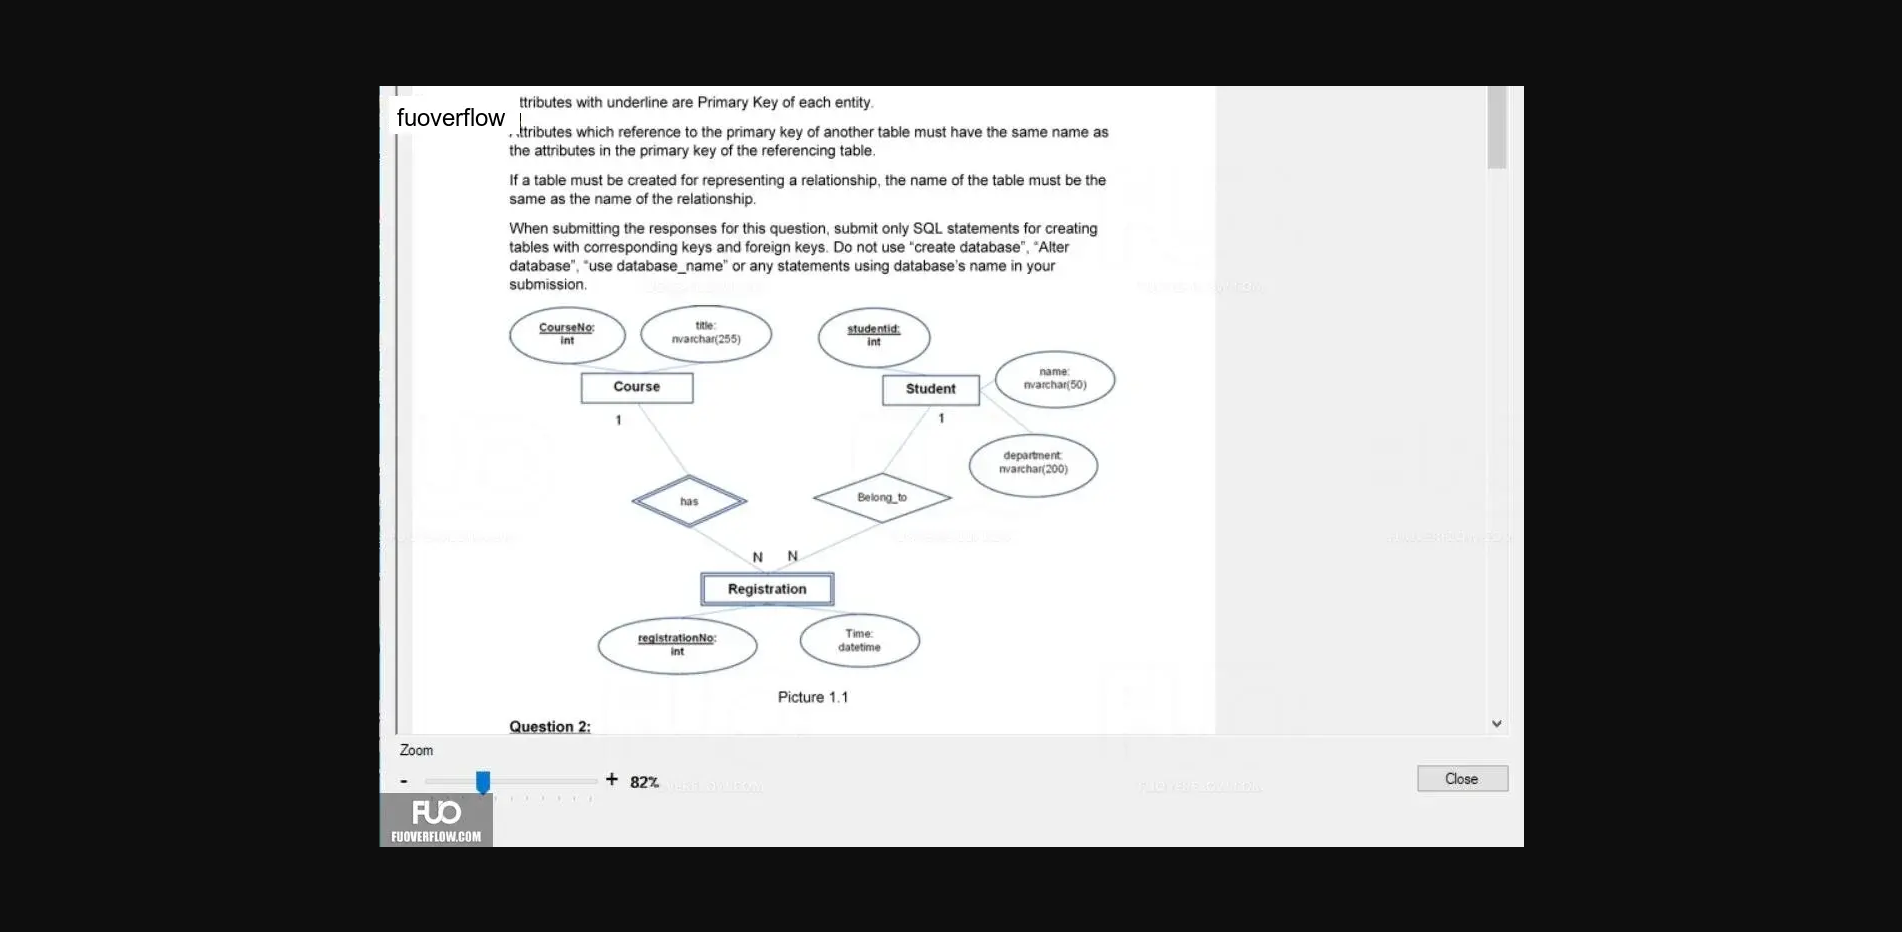 fuoverflow
ttributes with underline are Primary Key of each entity.
ttributes which reference to the primary key of another table must have the same name as
the attributes in the primary key of the referencing table.
If a table must be created for representing a relationship, the name of the table must be the
same as the name of the relationship.
When submitting the responses for this question, submit only SQL statements for creating
tables with corresponding keys and foreign keys. Do not use “create database”, “Alter
database”, “use database_name” or any statements using database’s name in your
submission.
CourseNo:
int
title:
nvarchar(255)
studentid:
int
name:
nvarchar(50)
Course
Student
1
1
department:
nvarchar(200)
has
Belong_to
N N
Registration
registrationNo:
int
Time:
datetime
Picture 1.1
Question 2:
Zoom
- + 82%
Close
FUO
FUOVERFLOW.COM